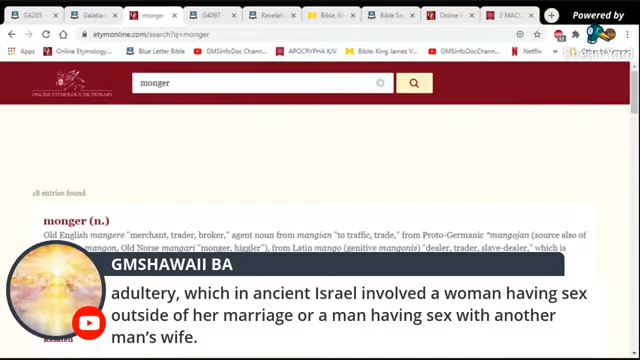 G4205
Galatian
monger
G4097
Revelati
Bible, Ki
Bible Se
Online
2 MACC
Powered by
etymonline.com/search?q=monger
Online Etymology
Blue Letter Bible
GMSInfoDoc Chann...
APOCRYPHA KING J...
Bible: King James V...
GMSInfoDoc Chann...
Netflix
ONLINE ETYMOLOGY DICTIONARY
monger
18 entries found
monger (n.)
Old English mangere "merchant, trader, broker," agent noun from mangian "to traffic, trade," from Proto-Germanic *mangojan (source also of
mangon, Old Norse mangari "monger, higgler"), from Latin mango (genitive mangonis) "dealer, trader, slave-dealer," which is
GMSHAWAII BA
adultery, which in ancient Israel involved a woman having sex
outside of her marriage or a man having sex with another
man's wife.
Related